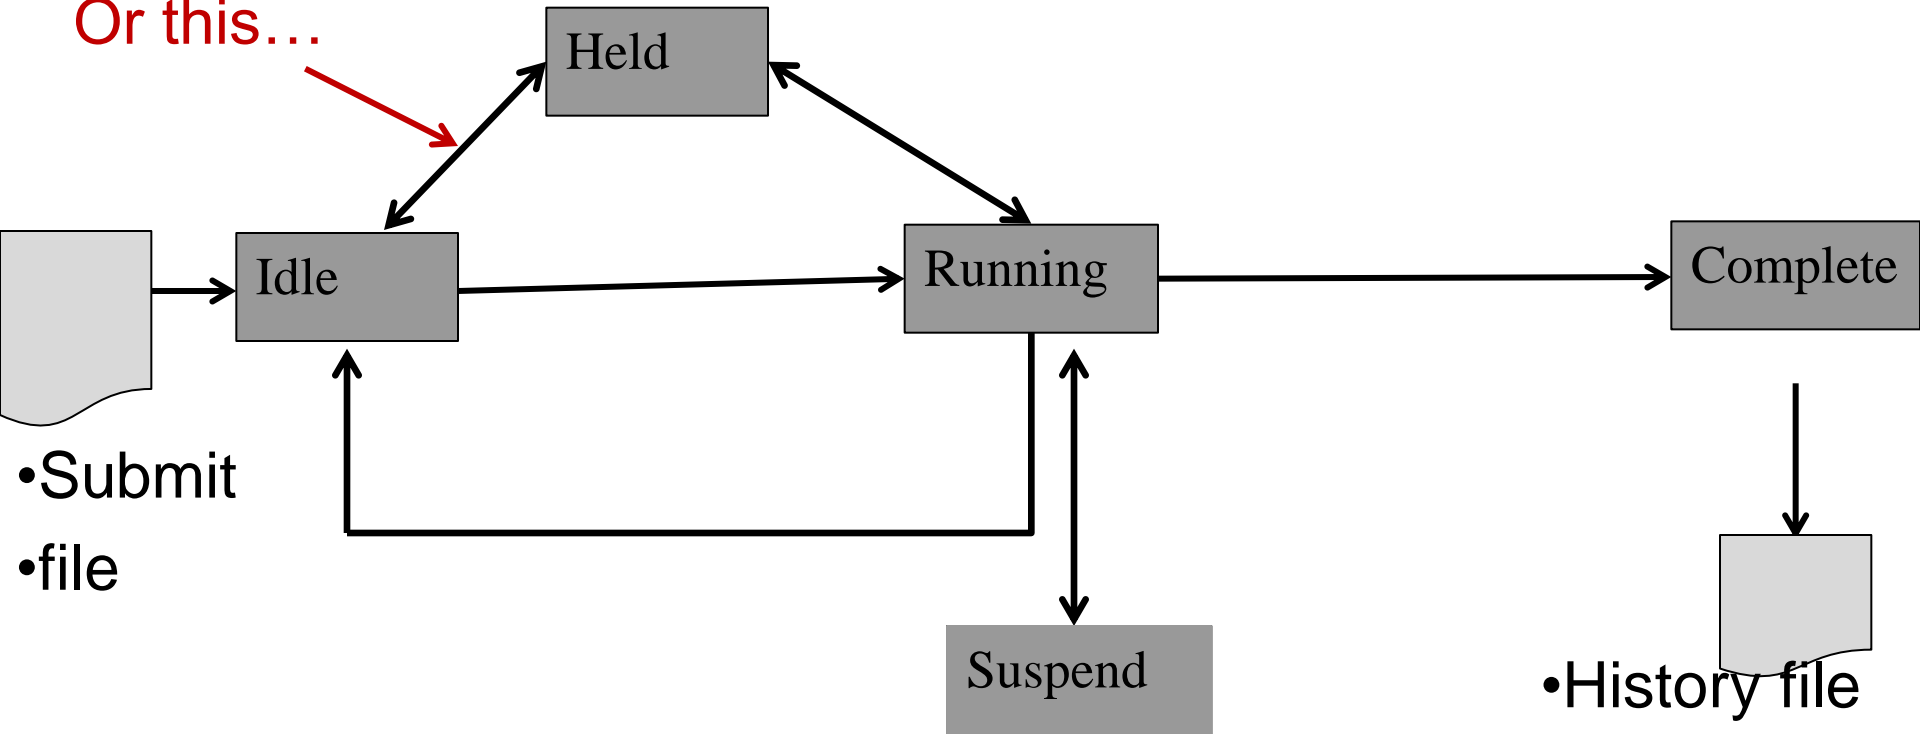 Or this…
Held
Idle
Running
Complete
•Submit
•file
Suspend
•History file